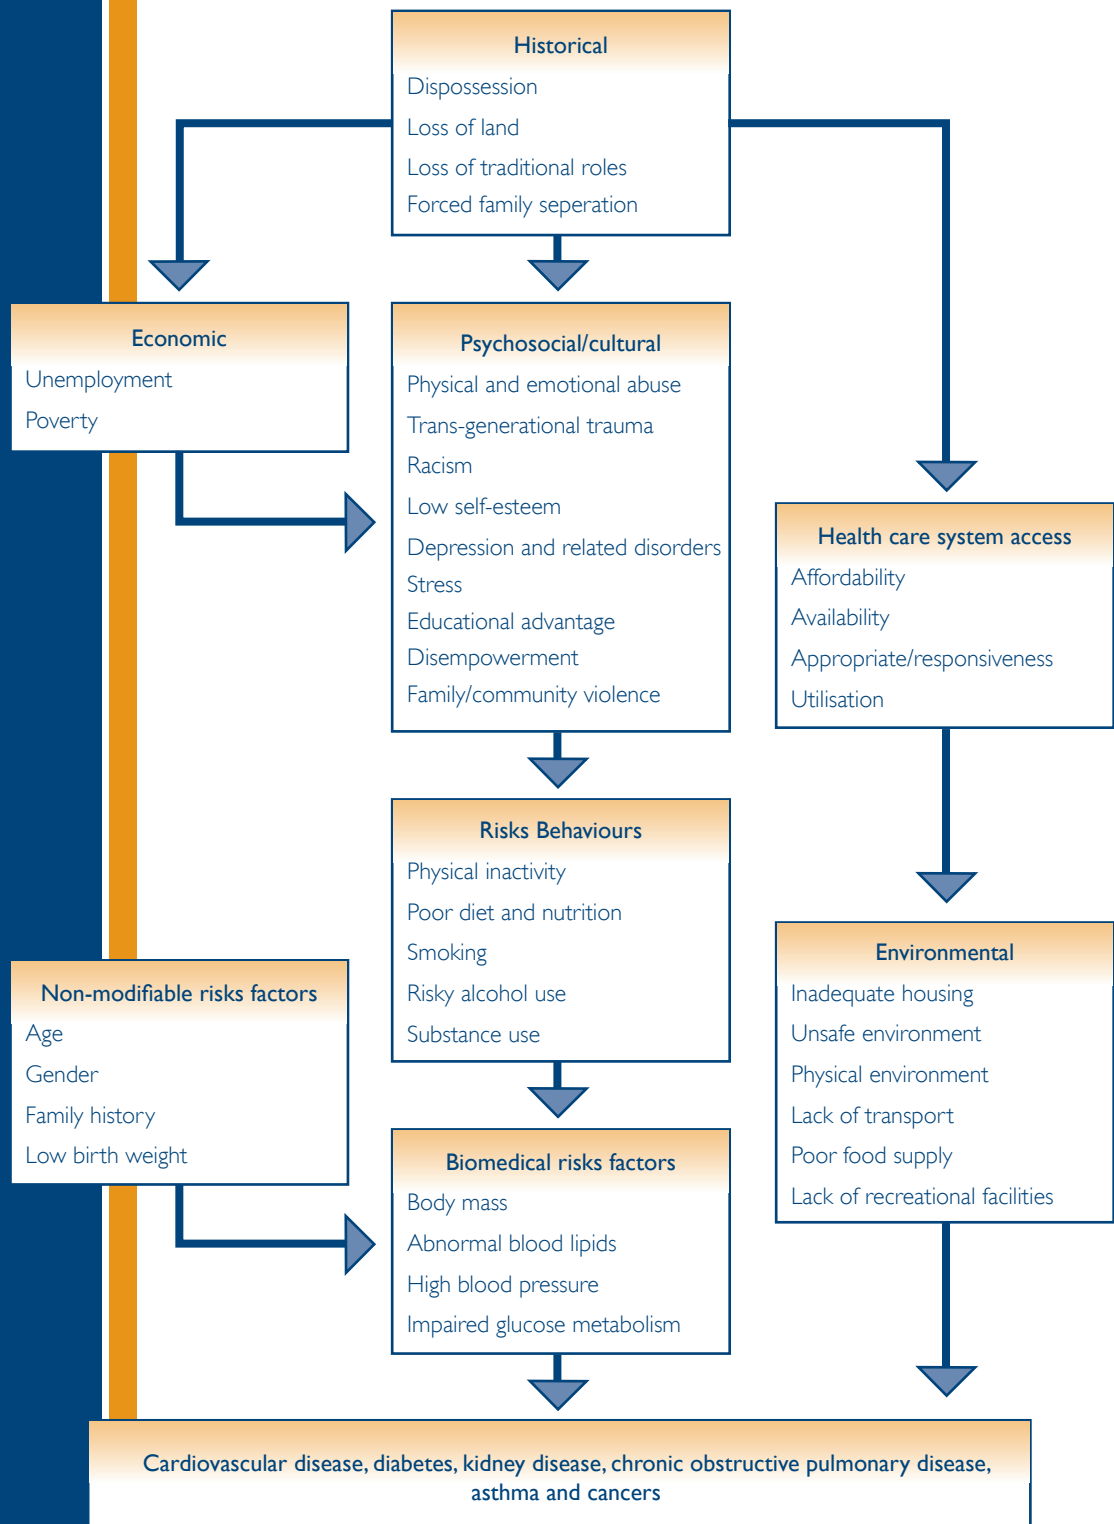 Historical
Dispossession
Loss of land
Loss of traditional roles
Forced family seperation
Economic
Unemployment
Poverty
Psychosocial/cultural
Physical and emotional abuse
Trans-generational trauma
Racism
Low self-esteem
Depression and related disorders
Stress
Educational advantage
Disempowerment
Family/community violence
Health care system access
Affordability
Availability
Appropriate/responsiveness
Utilisation
Risks Behaviours
Physical inactivity
Poor diet and nutrition
Smoking
Risky alcohol use
Substance use
Non-modifiable risks factors
Age
Gender
Family history
Low birth weight
Environmental
Inadequate housing
Unsafe environment
Physical environment
Lack of transport
Poor food supply
Lack of recreational facilities
Biomedical risks factors
Body mass
Abnormal blood lipids
High blood pressure
Impaired glucose metabolism
Cardiovascular disease, diabetes, kidney disease, chronic obstructive pulmonary disease,
asthma and cancers